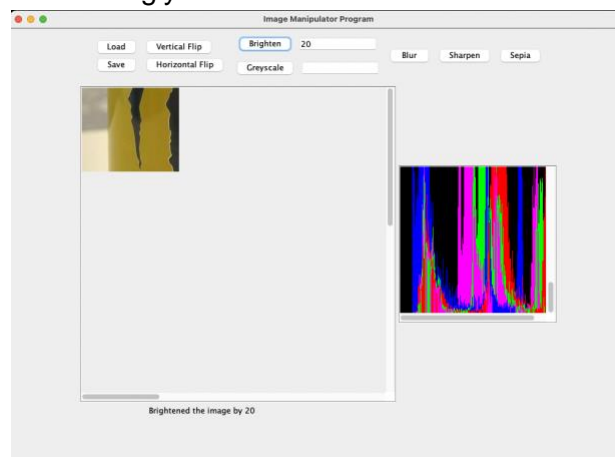 Image Manipulator Program
Load Vertical Flip Brighten 20
Save Horizontal Flip Greyscale
Blur Sharpen Sepia
Brightened the image by 20